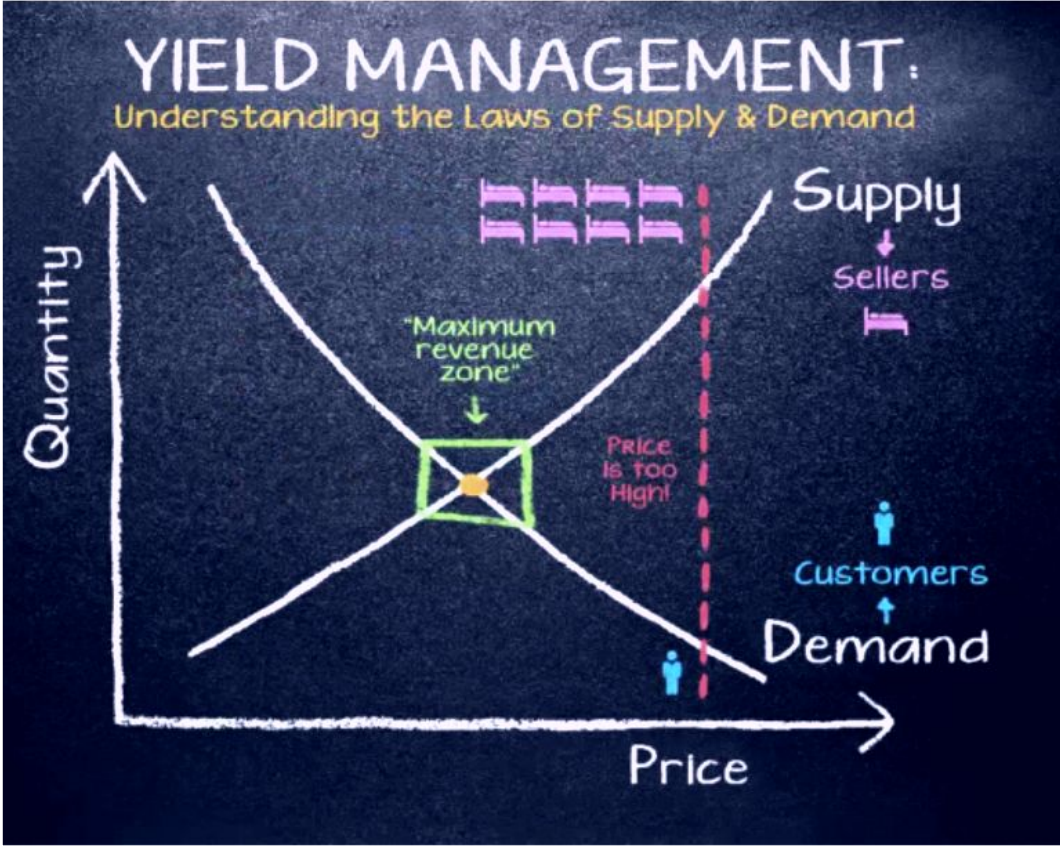 YIELD MANAGEMENT:
Understanding the Laws of Supply & Demand
Quantity
Supply
Sellers
"Maximum
revenue
zone"
Price
is too
High!
Customers
Demand
Price